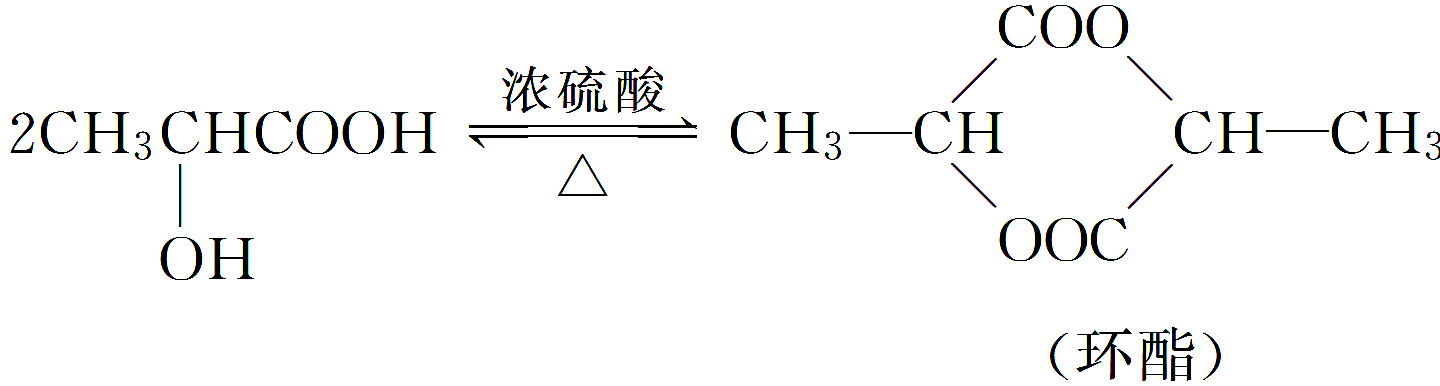 COO
浓硫酸
2CH₃CHCOOH ⇌ CH₃—CH CH—CH₃
△
OH OOC
(环酯)